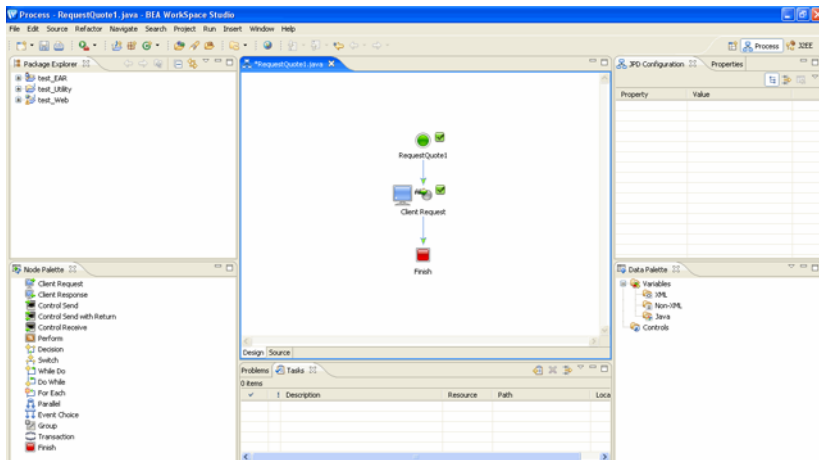 Process - RequestQuote1.java - BEA WorkSpace Studio
File Edit Source Refactor Navigate Search Project Run Insert Window Help
Process J2EE
Package Explorer
test_EAR
test_Utility
test_Web
*RequestQuote1.java
RequestQuote1
Client Request
Finish
Design Source
JPD Configuration Properties
Property Value
Node Palette
Client Request
Client Response
Control Send
Control Send with Return
Control Receive
Perform
Decision
Switch
While Do
Do While
For Each
Parallel
Event Choice
Group
Transaction
Finish
Problems Tasks
0 items
! Description Resource Path Loca
Data Palette
Variables
XML
Non-XML
Java
Controls